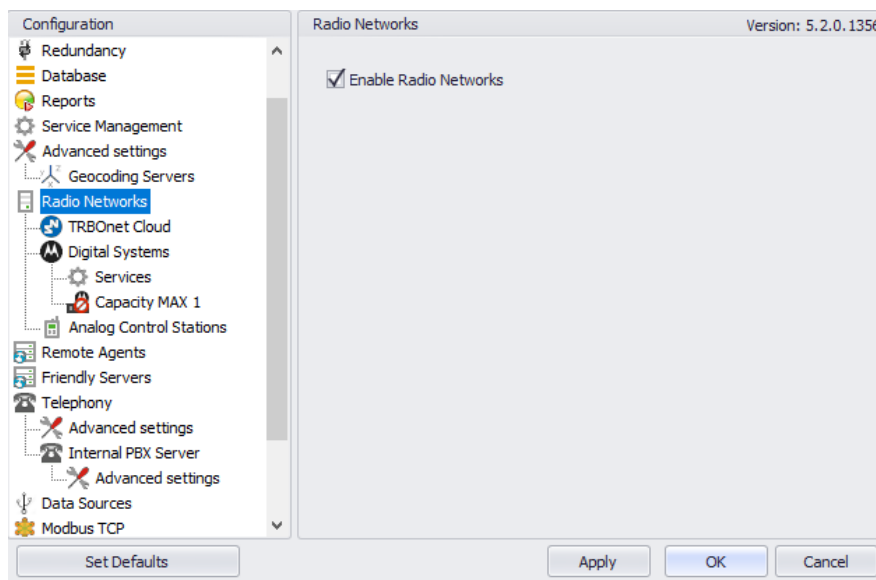 Configuration
Redundancy
Database
Reports
Service Management
Advanced settings
Geocoding Servers
Radio Networks
TRBOnet Cloud
Digital Systems
Services
Capacity MAX 1
Analog Control Stations
Remote Agents
Friendly Servers
Telephony
Advanced settings
Internal PBX Server
Advanced settings
Data Sources
Modbus TCP
Set Defaults
Radio Networks
Version: 5.2.0.1356
Enable Radio Networks
Apply
OK
Cancel